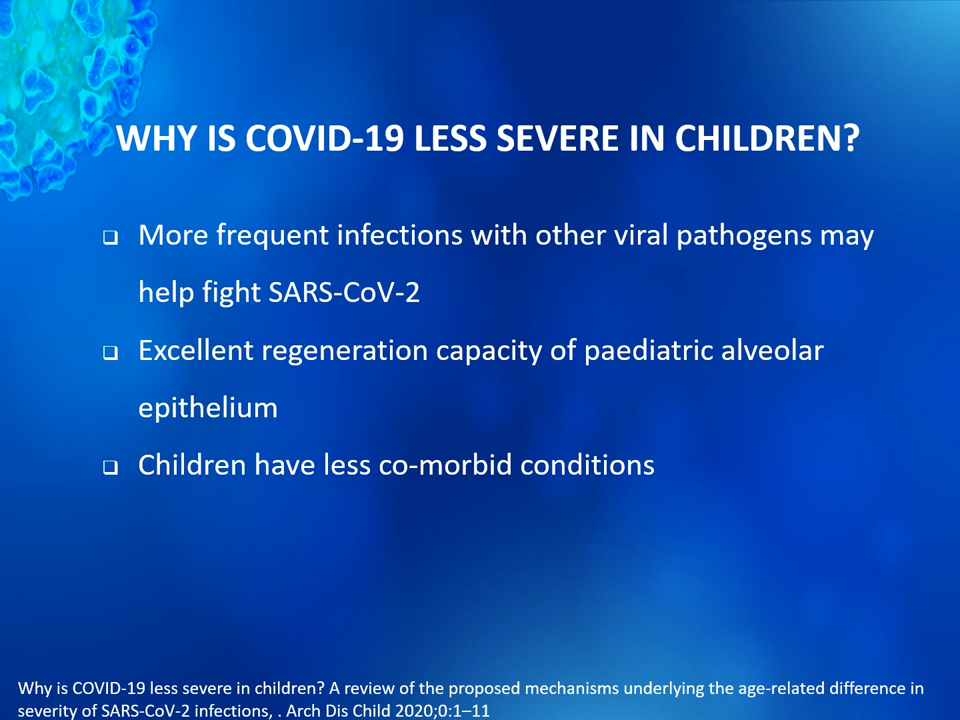 WHY IS COVID-19 LESS SEVERE IN CHILDREN?
❑ More frequent infections with other viral pathogens may
help fight SARS-CoV-2
❑ Excellent regeneration capacity of paediatric alveolar
epithelium
❑ Children have less co-morbid conditions
Why is COVID-19 less severe in children? A review of the proposed mechanisms underlying the age-related difference in
severity of SARS-CoV-2 infections, . Arch Dis Child 2020;0:1–11